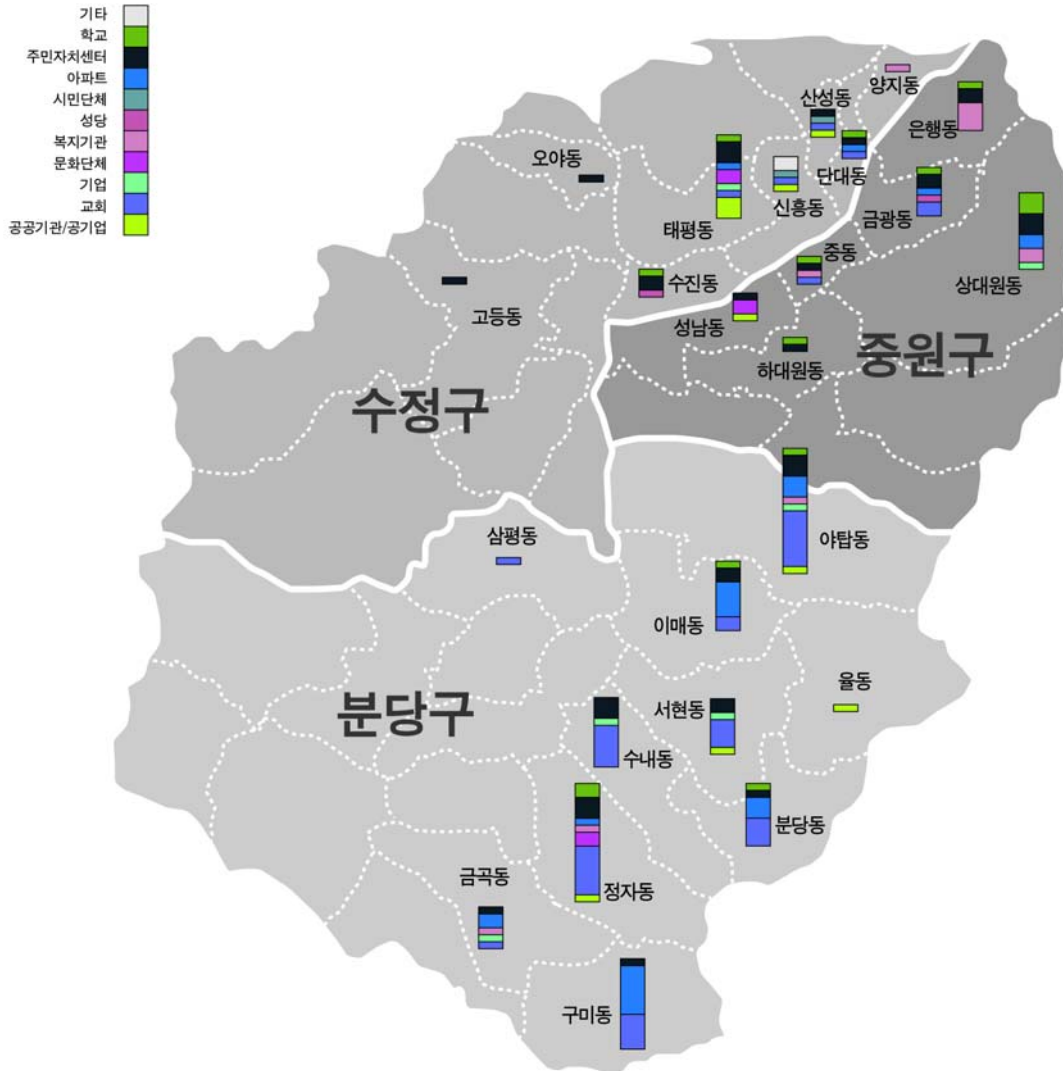 기타
학교
주민자치센터
아파트
시민단체
성당
복지기관
문화단체
기업
교회
공공기관/공기업
양지동
산성동
은행동
오야동
단대동
신흥동
태평동
금광동
중동
수진동
상대원동
고등동
성남동
하대원동
중원구
수정구
야탑동
삼평동
이매동
율동
분당구
서현동
수내동
분당동
금곡동
정자동
구미동